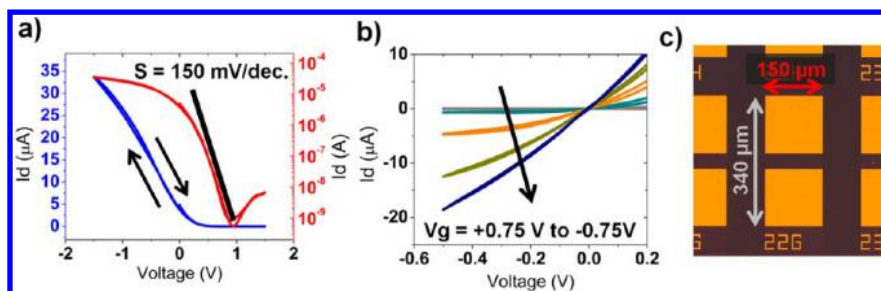 a)
S = 150 mV/dec.
35
30
25
20
15
10
5
0
Id (µA)
10⁻⁴
10⁻⁵
10⁻⁶
10⁻⁷
10⁻⁸
10⁻⁹
Id (A)
-2 -1 0 1 2
Voltage (V)
b)
10
0
-10
-20
Id (µA)
Vg = +0.75 V to -0.75V
-0.6 -0.4 -0.2 0.0 0.2
Voltage (V)
c)
150 µm
340 µm
22G